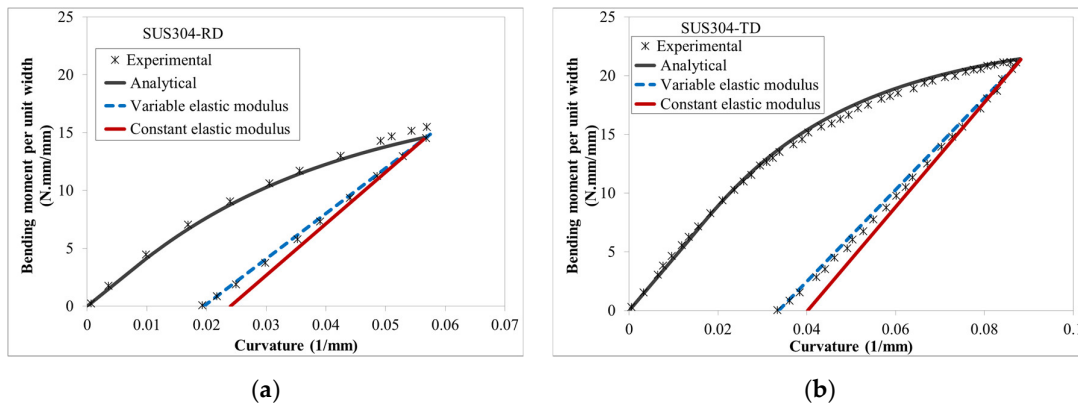 SUS304-RD
Experimental
Analytical
Variable elastic modulus
Constant elastic modulus
Bending moment per unit width
(N.mm/mm)
25
20
15
10
5
0
0
0.01
0.02
0.03
0.04
0.05
0.06
0.07
Curvature (1/mm)
(a)
SUS304-TD
Experimental
Analytical
Variable elastic modulus
Constant elastic modulus
Bending moment per unit width
(N.mm/mm)
25
20
15
10
5
0
0
0.02
0.04
0.06
0.08
0.1
Curvature (1/mm)
(b)